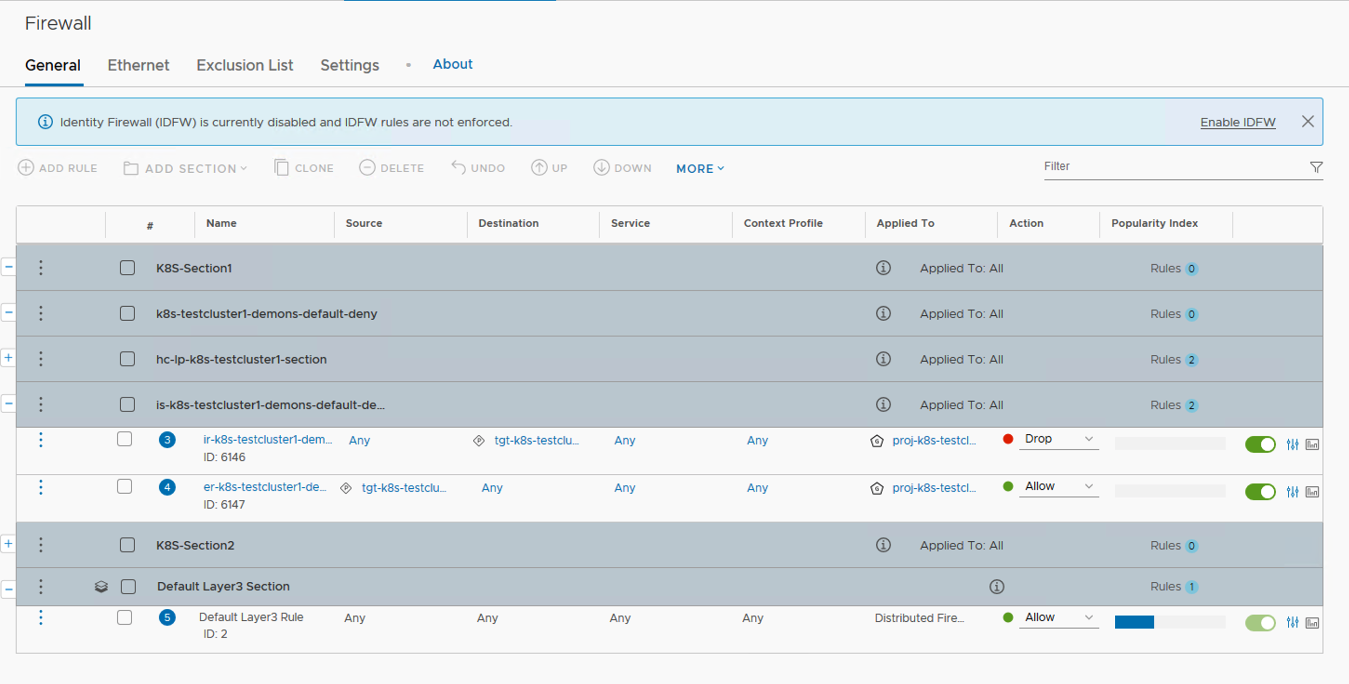 Firewall
General Ethernet Exclusion List Settings • About
Identity Firewall (IDFW) is currently disabled and IDFW rules are not enforced. Enable IDFW
ADD RULE ADD SECTION CLONE DELETE UNDO UP DOWN MORE Filter
# Name Source Destination Service Context Profile Applied To Action Popularity Index
K8S-Section1 Applied To: All Rules 0
k8s-testcluster1-demons-default-deny Applied To: All Rules 0
hc-lp-k8s-testcluster1-section Applied To: All Rules 2
is-k8s-testcluster1-demons-default-de... Applied To: All Rules 2
3 ir-k8s-testcluster1-dem... Any tgt-k8s-testclu... Any Any proj-k8s-testcl... Drop
ID: 6146
4 er-k8s-testcluster1-de... tgt-k8s-testclu... Any Any Any proj-k8s-testcl... Allow
ID: 6147
K8S-Section2 Applied To: All Rules 0
Default Layer3 Section Rules 1
5 Default Layer3 Rule Any Any Any Any Distributed Fire... Allow
ID: 2